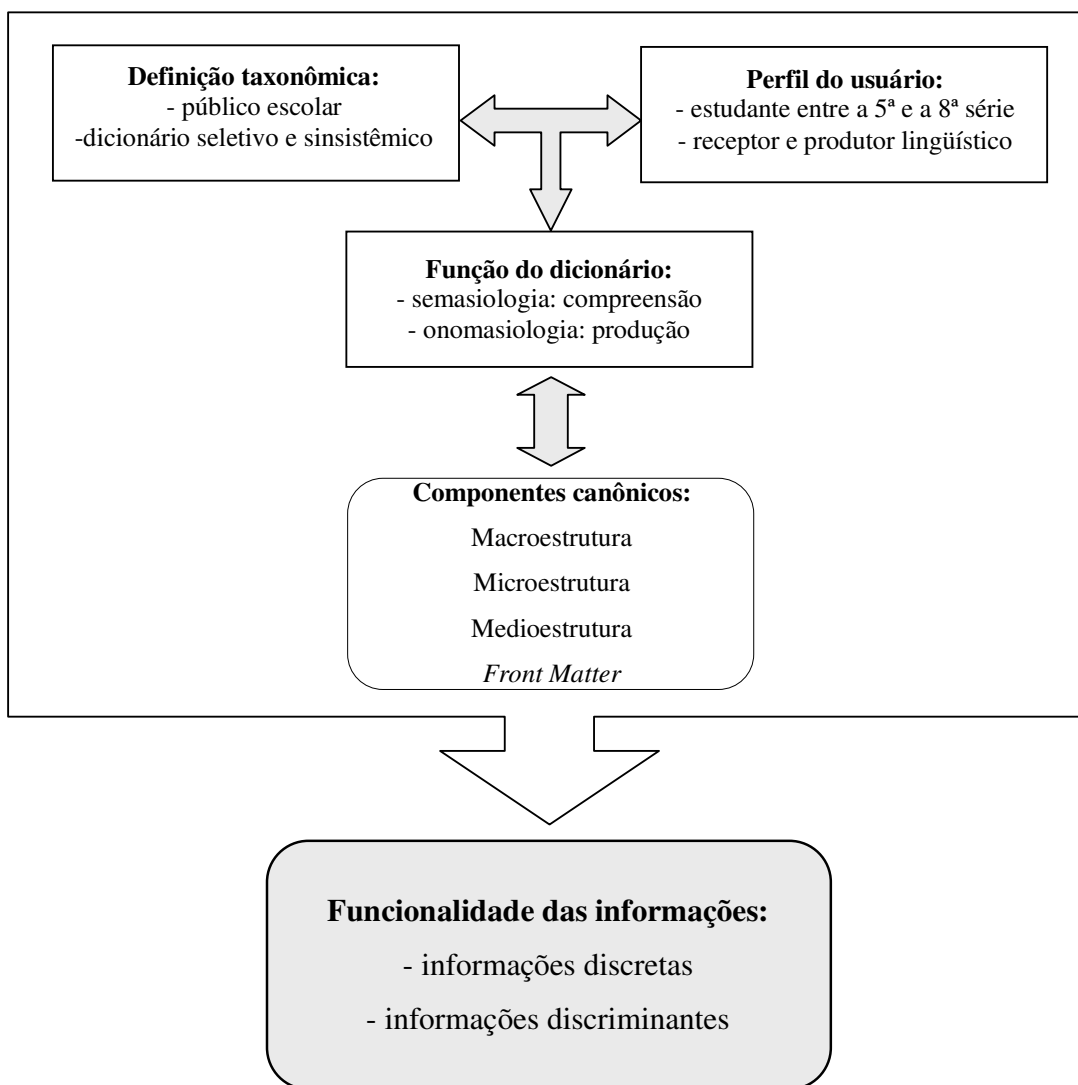 Definição taxonômica:
- público escolar
-dicionário seletivo e sinsistêmico
Perfil do usuário:
- estudante entre a 5ª e a 8ª série
- receptor e produtor lingüístico
Função do dicionário:
- semasiologia: compreensão
- onomasiologia: produção
Componentes canônicos:
Macroestrutura
Microestrutura
Medioestrutura
Front Matter
Funcionalidade das informações:
- informações discretas
- informações discriminantes